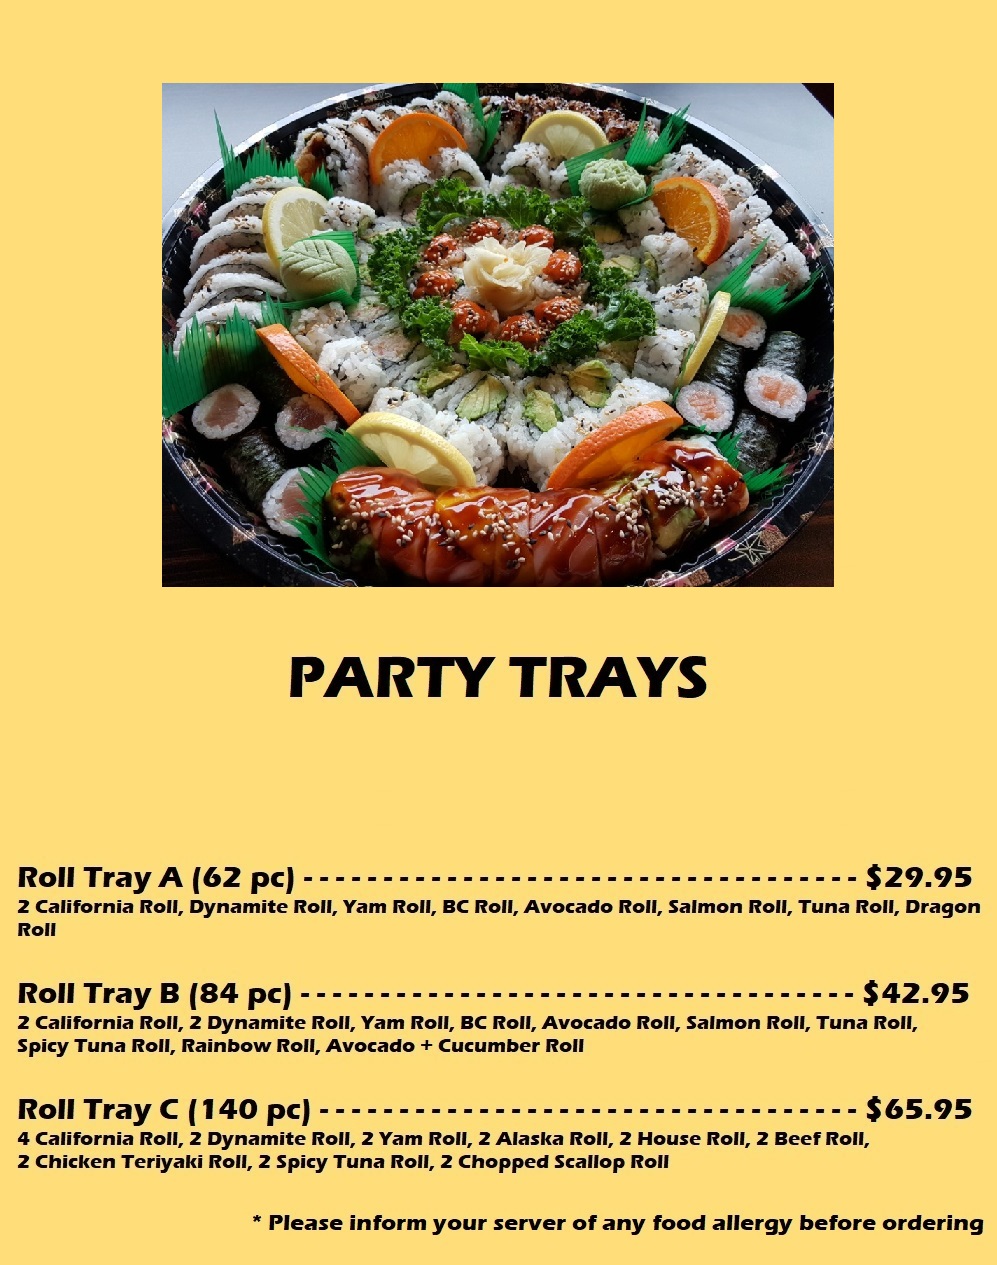 PARTY TRAYS
Roll Tray A (62 pc) - - - - - - - - - - - - - - - - - - - - - - - - - - - - - - - - - - - $29.95
2 California Roll, Dynamite Roll, Yam Roll, BC Roll, Avocado Roll, Salmon Roll, Tuna Roll, Dragon
Roll
Roll Tray B (84 pc) - - - - - - - - - - - - - - - - - - - - - - - - - - - - - - - - - - - $42.95
2 California Roll, 2 Dynamite Roll, Yam Roll, BC Roll, Avocado Roll, Salmon Roll, Tuna Roll,
Spicy Tuna Roll, Rainbow Roll, Avocado + Cucumber Roll
Roll Tray C (140 pc) - - - - - - - - - - - - - - - - - - - - - - - - - - - - - - - - - - $65.95
4 California Roll, 2 Dynamite Roll, 2 Yam Roll, 2 Alaska Roll, 2 House Roll, 2 Beef Roll,
2 Chicken Teriyaki Roll, 2 Spicy Tuna Roll, 2 Chopped Scallop Roll
* Please inform your server of any food allergy before ordering